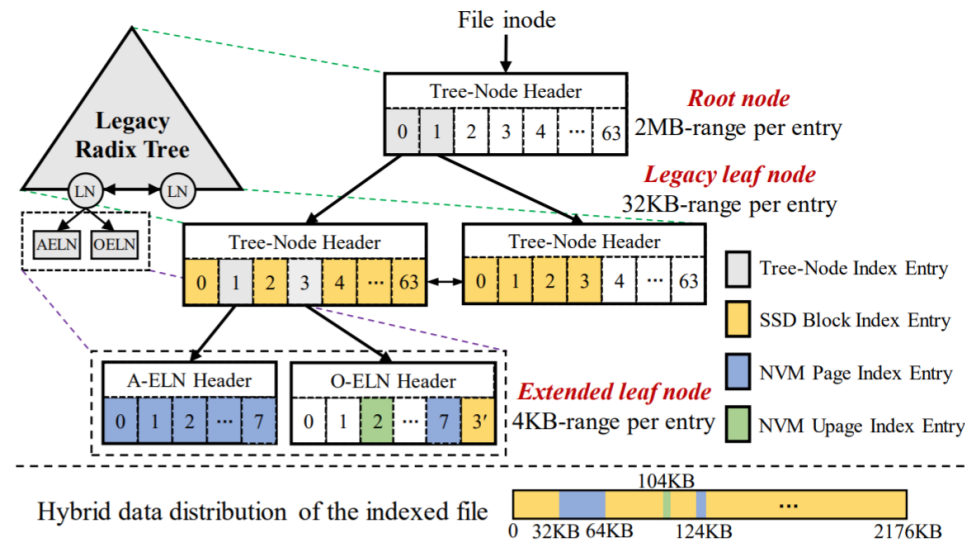 File inode
Tree-Node Header
0 1 2 3 4 ... 63
Root node
2MB-range per entry
Legacy
Radix Tree
LN LN
AELN OELN
Legacy leaf node
32KB-range per entry
Tree-Node Header
0 1 2 3 4 ... 63
Tree-Node Header
0 1 2 3 4 ... 63
A-ELN Header
0 1 2 ... 7
O-ELN Header
0 1 2 ... 7 3′
Extended leaf node
4KB-range per entry
Tree-Node Index Entry
SSD Block Index Entry
NVM Page Index Entry
NVM Upage Index Entry
Hybrid data distribution of the indexed file
104KB
...
0 32KB 64KB 124KB 2176KB